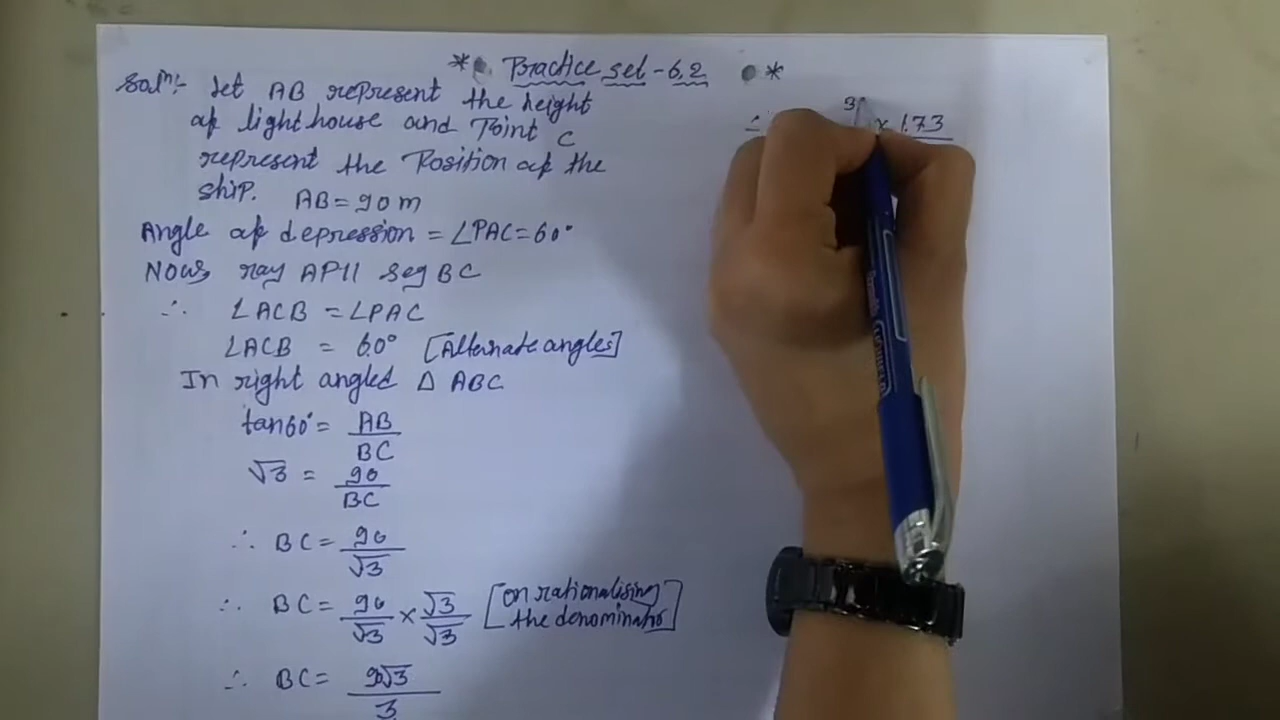 * Practice set - 6.2 *
Soln:- Let AB represent the height
of light house and Point C
represent the Position of the
ship. AB = 90 m
Angle of depression = ∠PAC = 60°
Now, ray AP || seg BC
∴ ∠ACB = ∠PAC
∠ACB = 60° [Alternate angles]
In right angled Δ ABC
tan60° = AB/BC
√3 = 90/BC
∴ BC = 90/√3
∴ BC = 90/√3 × √3/√3 [on rationalising the denominator]
∴ BC = 90√3/3
∴ 3 × 1.73